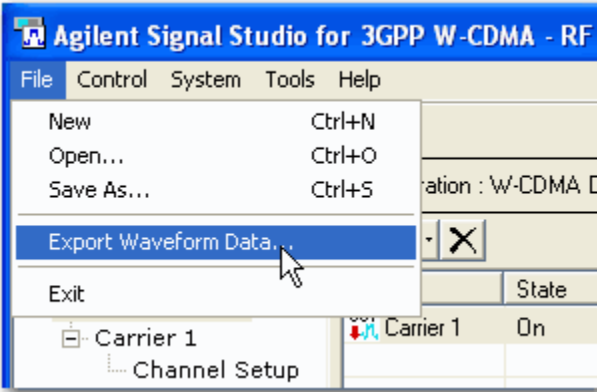 Agilent Signal Studio for 3GPP W-CDMA - RF
File Control System Tools Help
New Ctrl+N
Open... Ctrl+O
Save As... Ctrl+S
ration : W-CDMA D
Export Waveform Data...
Exit
State
Carrier 1 On
Carrier 1
Channel Setup